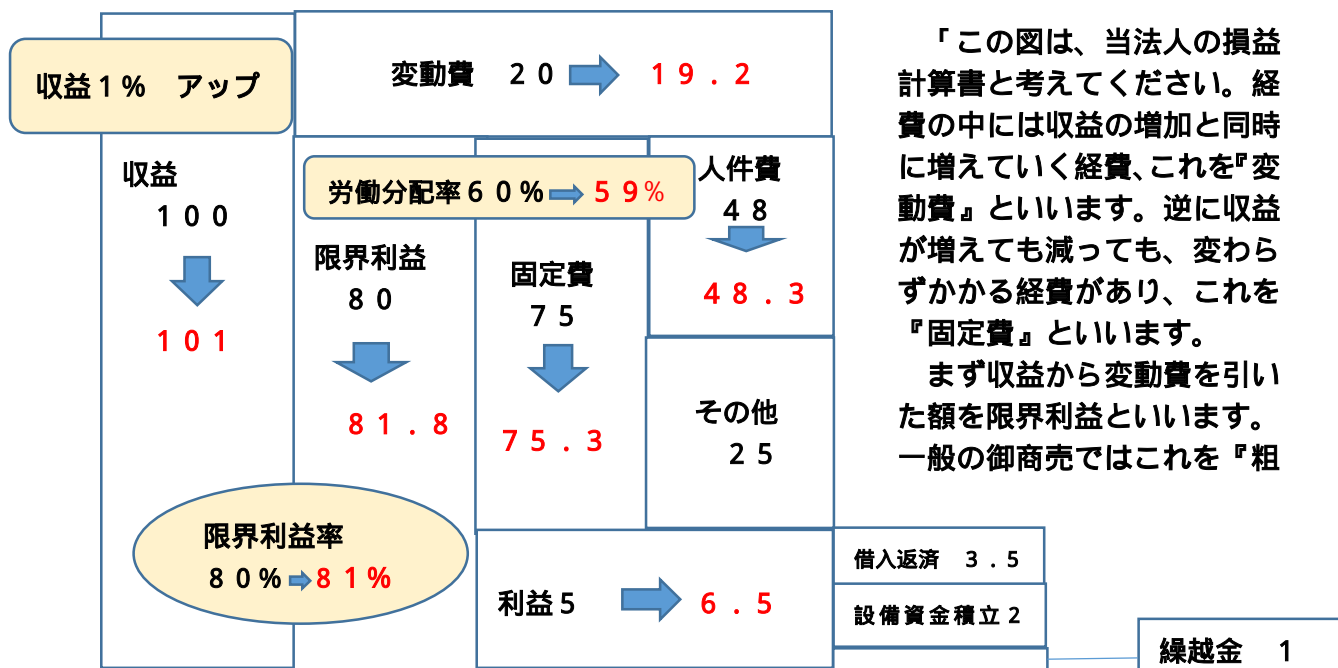 収益1% アップ
変動費 20 19.2
収益
100
101
労働分配率60% 59%
人件費
48
48.3
限界利益
80
81.8
固定費
75
75.3
その他
25
限界利益率
80% 81%
利益5 6.5
借入返済 3.5
設備資金積立2
繰越金 1
「この図は、当法人の損益
計算書と考えてください。経
費の中には収益の増加と同時
に増えていく経費、これを『変
動費』といいます。逆に収益
が増えても減っても、変わら
ずかかる経費があり、これを
『固定費』といいます。
まず収益から変動費を引い
た額を限界利益といいます。
一般の御商売ではこれを『粗